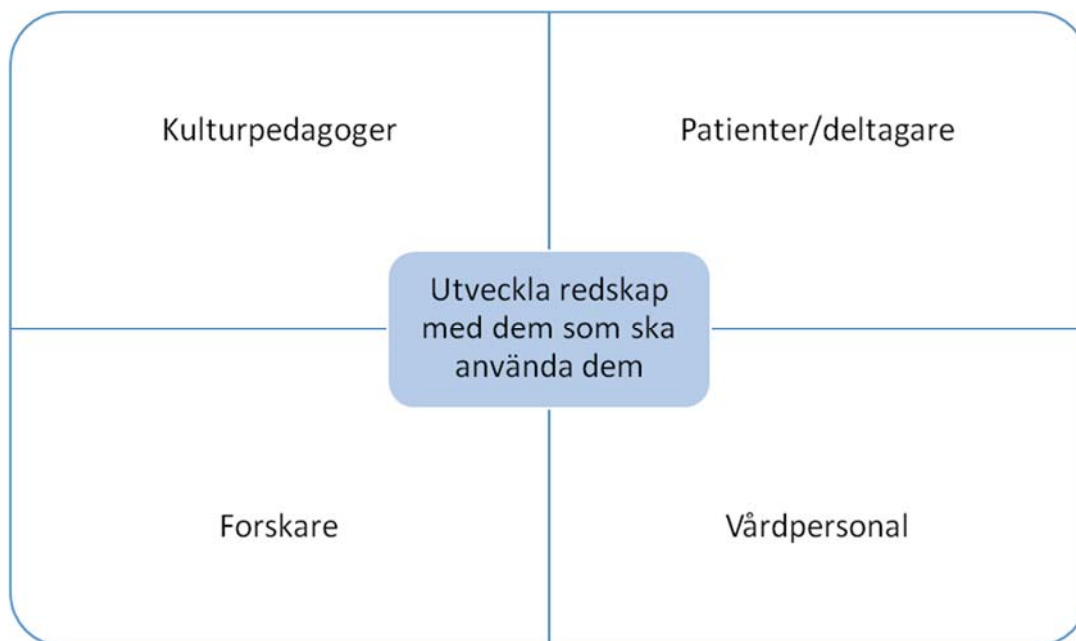 Kulturpedagoger
Patienter/deltagare
Utveckla redskap
med dem som ska
använda dem
Forskare
Vårdpersonal